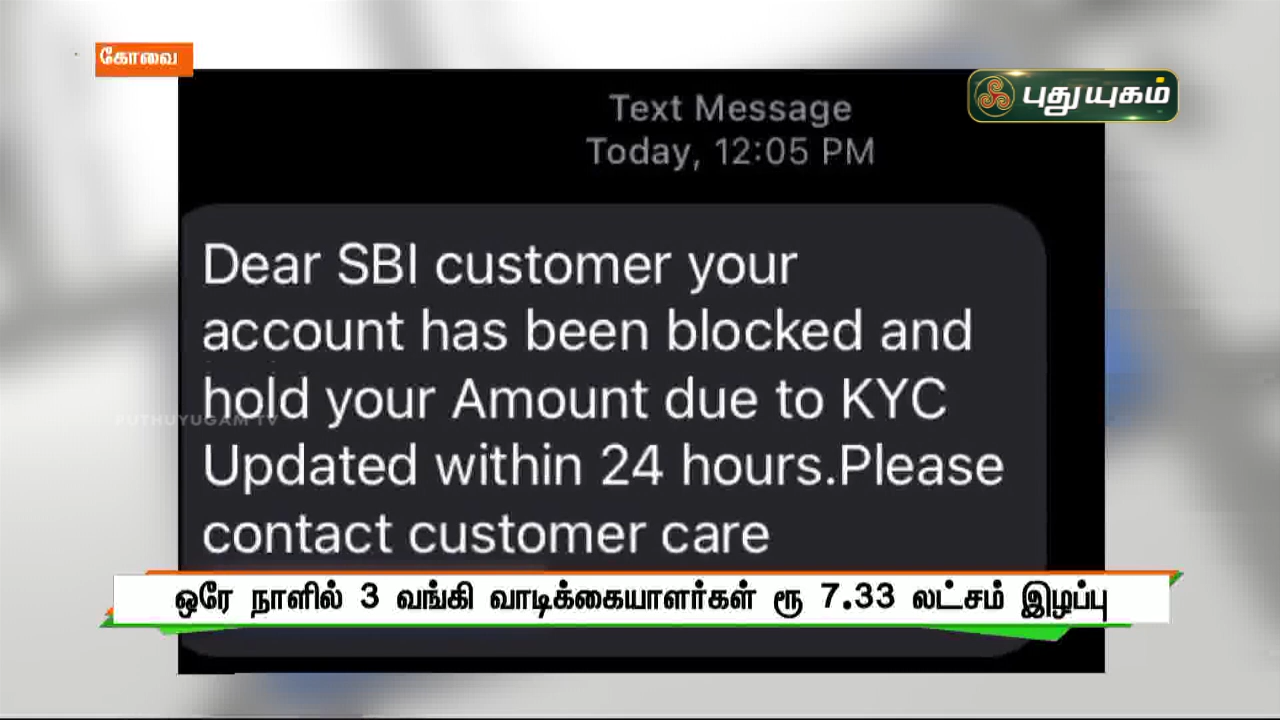 கோவை
புதுயுகம்
Text Message
Today, 12:05 PM
Dear SBI customer your
account has been blocked and
hold your Amount due to KYC
PUTHUYUGAM TV
Updated within 24 hours.Please
contact customer care
ஒரே நாளில் 3 வங்கி வாடிக்கையாளர்கள் ரூ 7.33 லட்சம் இழப்பு